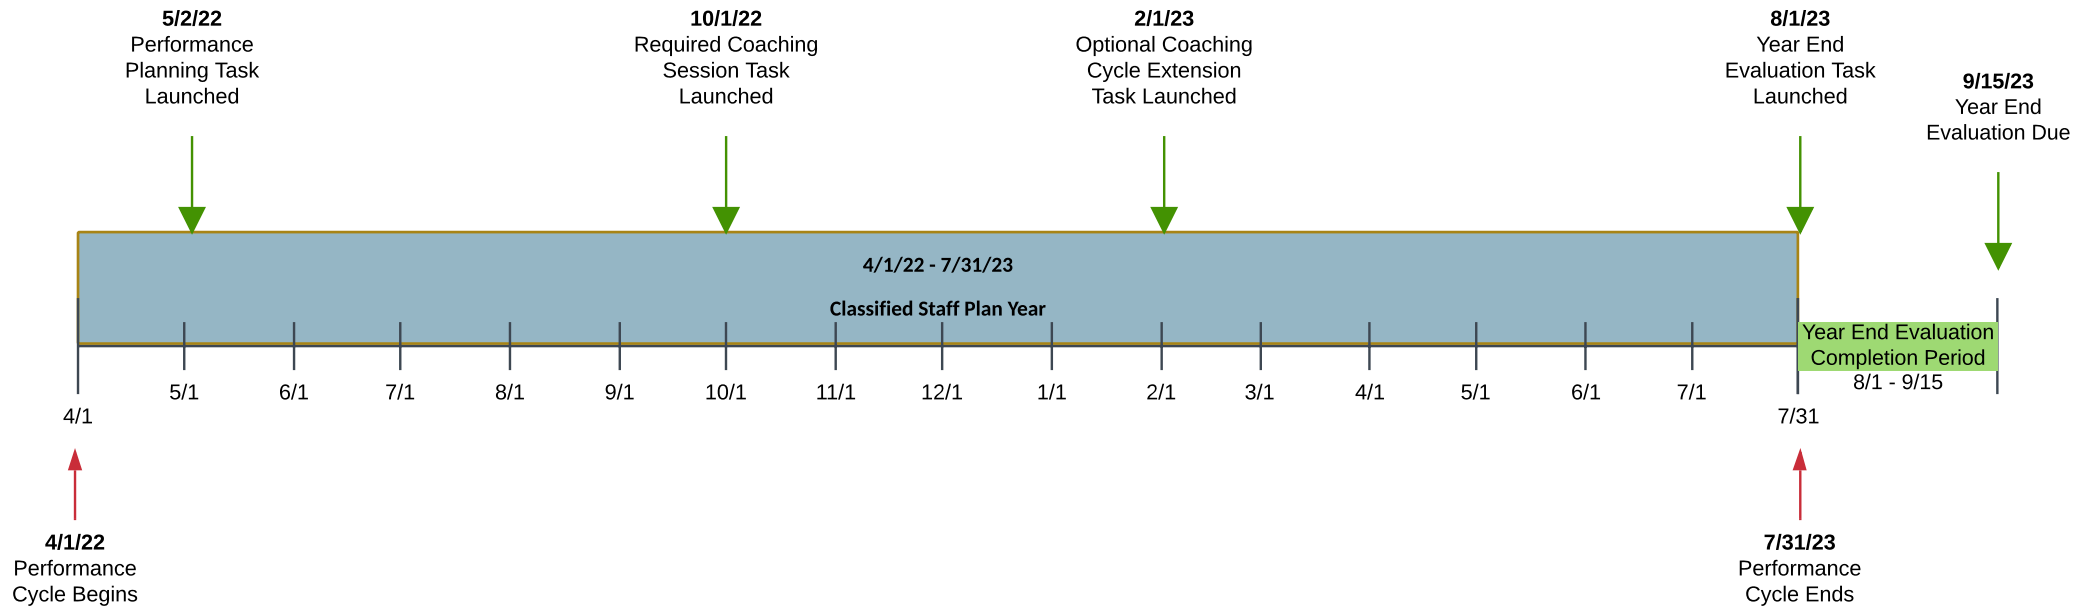 5/2/22
Performance
Planning Task
Launched
10/1/22
Required Coaching
Session Task
Launched
2/1/23
Optional Coaching
Cycle Extension
Task Launched
8/1/23
Year End
Evaluation Task
Launched
9/15/23
Year End
Evaluation Due
4/1/22 - 7/31/23
Classified Staff Plan Year
Year End Evaluation
Completion Period
8/1 - 9/15
4/1
5/1
6/1
7/1
8/1
9/1
10/1
11/1
12/1
1/1
2/1
3/1
4/1
5/1
6/1
7/1
7/31
4/1/22
Performance
Cycle Begins
7/31/23
Performance
Cycle Ends